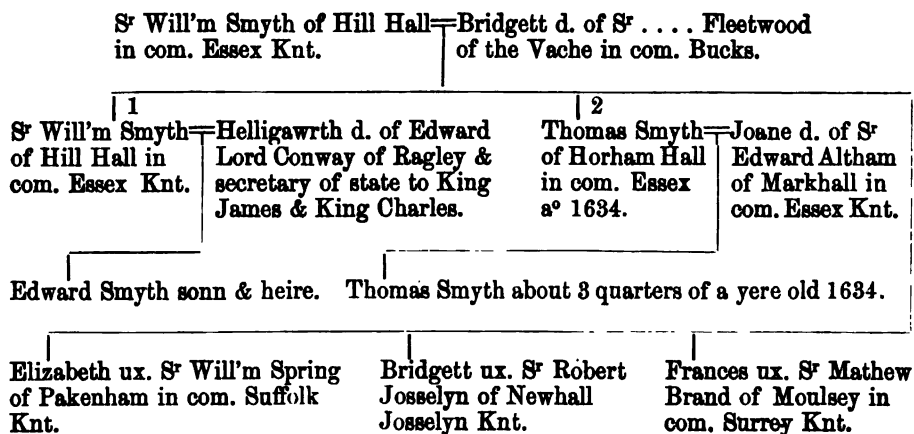 Sr Will'm Smyth of Hill Hall=Bridgett d. of Sr .... Fleetwood
in com. Essex Knt. of the Vache in com. Bucks.
1 2
Sr Will'm Smyth=Helligawrth d. of Edward Thomas Smyth=Joane d. of Sr
of Hill Hall in Lord Conway of Ragley & of Horham Hall Edward Altham
com. Essex Knt. secretary of state to King in com. Essex of Markhall in
James & King Charles. ao 1634. com. Essex Knt.
Edward Smyth sonn & heire. Thomas Smyth about 3 quarters of a yere old 1634.
Elizabeth ux. Sr Will'm Spring Bridgett ux. Sr Robert Frances ux. Sr Mathew
of Pakenham in com. Suffolk Josselyn of Newhall Brand of Moulsey in
Knt. Josselyn Knt. com, Surrey Knt.